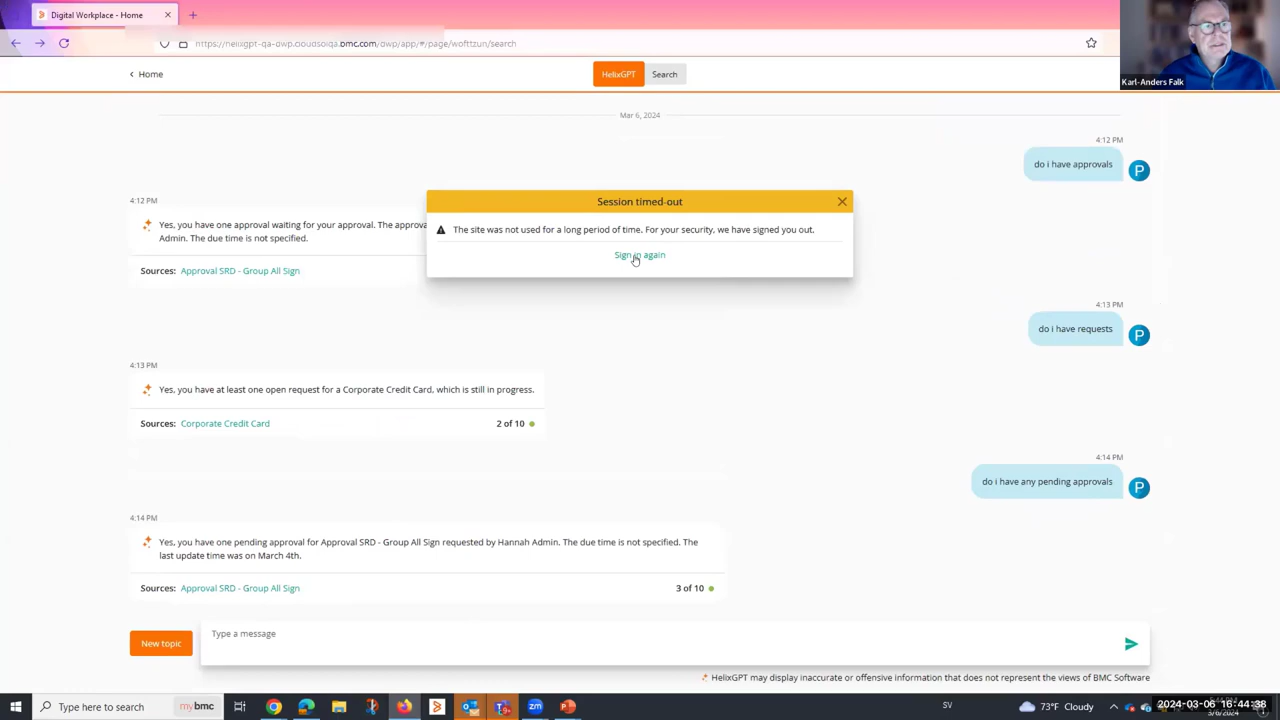 Digital Workplace - Home
https://helixgpt-qa-dwp.cloudsoiqa.bmc.com/dwp/app/#/page/wofttzun/search
Karl-Anders Falk
Home
HelixGPT
Search
Mar 6, 2024
4:12 PM
do i have approvals
P
4:12 PM
Yes, you have one approval waiting for your approval. The approva
Admin. The due time is not specified.
Sources: Approval SRD - Group All Sign
Session timed-out
The site was not used for a long period of time. For your security, we have signed you out.
Sign in again
4:13 PM
do i have requests
P
4:13 PM
Yes, you have at least one open request for a Corporate Credit Card, which is still in progress.
Sources: Corporate Credit Card 2 of 10
4:14 PM
do i have any pending approvals
P
4:14 PM
Yes, you have one pending approval for Approval SRD - Group All Sign requested by Hannah Admin. The due time is not specified. The
last update time was on March 4th.
Sources: Approval SRD - Group All Sign 3 of 10
New topic
Type a message
HelixGPT may display inaccurate or offensive information that does not represent the views of BMC Software
Type here to search
mybmc
SV
73°F Cloudy
2024-03-06 16:44:38
3/6/2024